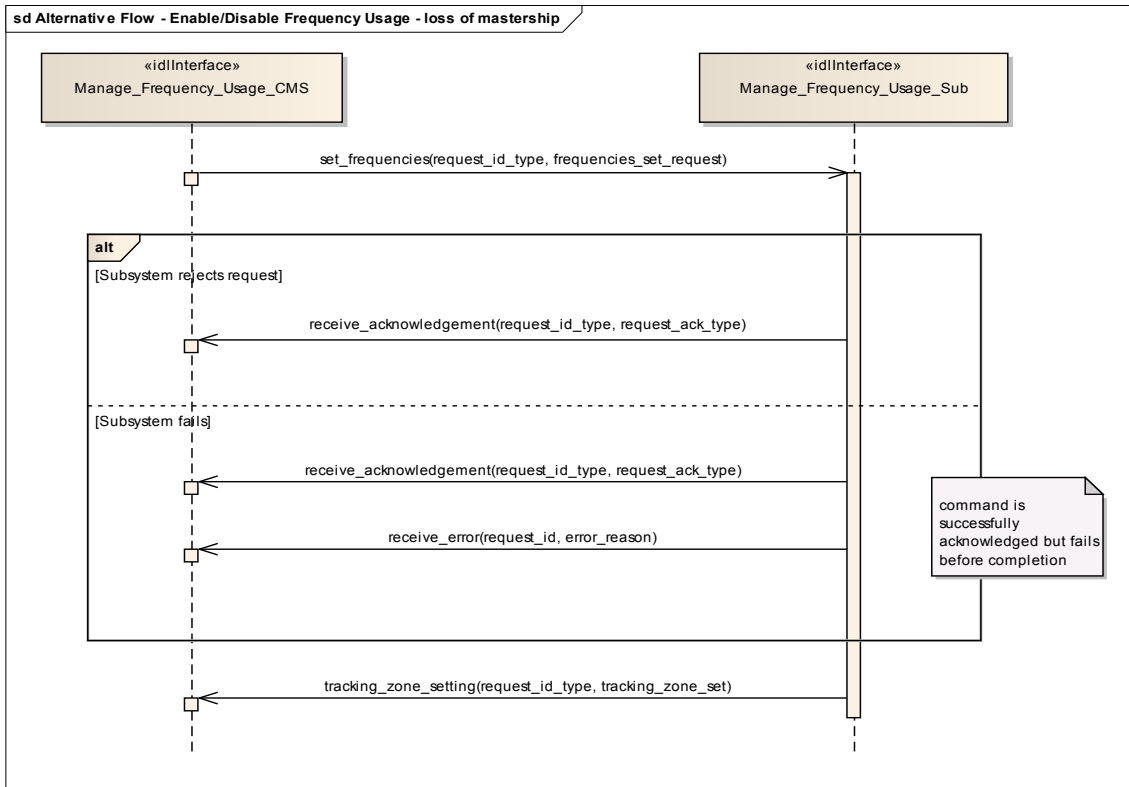 sd Alternative Flow - Enable/Disable Frequency Usage - loss of mastership
«idlInterface»
Manage_Frequency_Usage_CMS
«idlInterface»
Manage_Frequency_Usage_Sub
set_frequencies(request_id_type, frequencies_set_request)
alt
[Subsystem rejects request]
receive_acknowledgement(request_id_type, request_ack_type)
[Subsystem fails]
receive_acknowledgement(request_id_type, request_ack_type)
command is
successfully
acknowledged but fails
before completion
receive_error(request_id, error_reason)
tracking_zone_setting(request_id_type, tracking_zone_set)